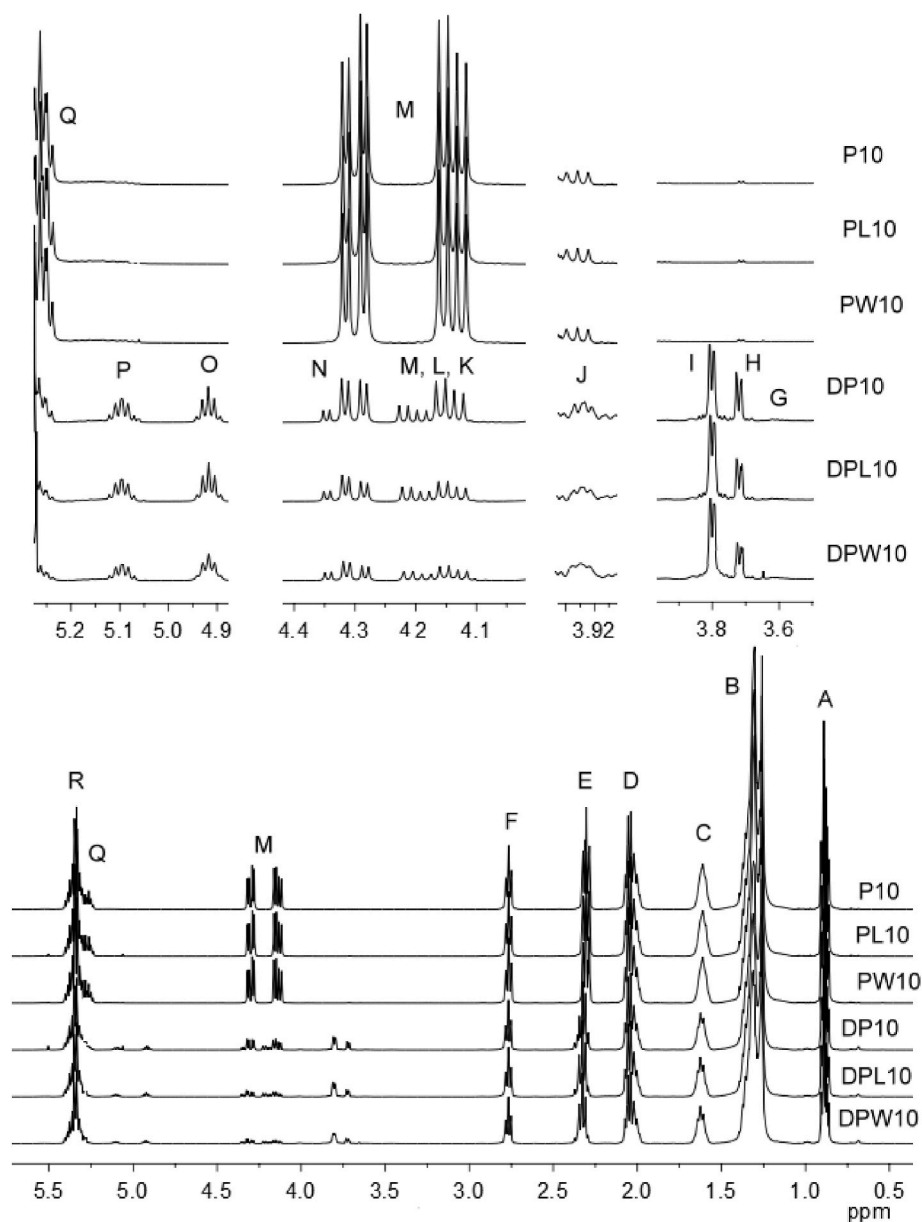 Q
M
P10
PL10
PW10
P O N M, L, K J I H G DP10
DPL10
DPW10
5.2 5.1 5.0 4.9 4.4 4.3 42 4.1 3.92 3.8 3.6
B
A
R
E D
F
Q M C
P10
PL10
PW10
DP10
DPL10
DPW10
5.5 5.0 4.5 4.0 3.5 3.0 2.5 2.0 1.5 1.0 0.5
ppm